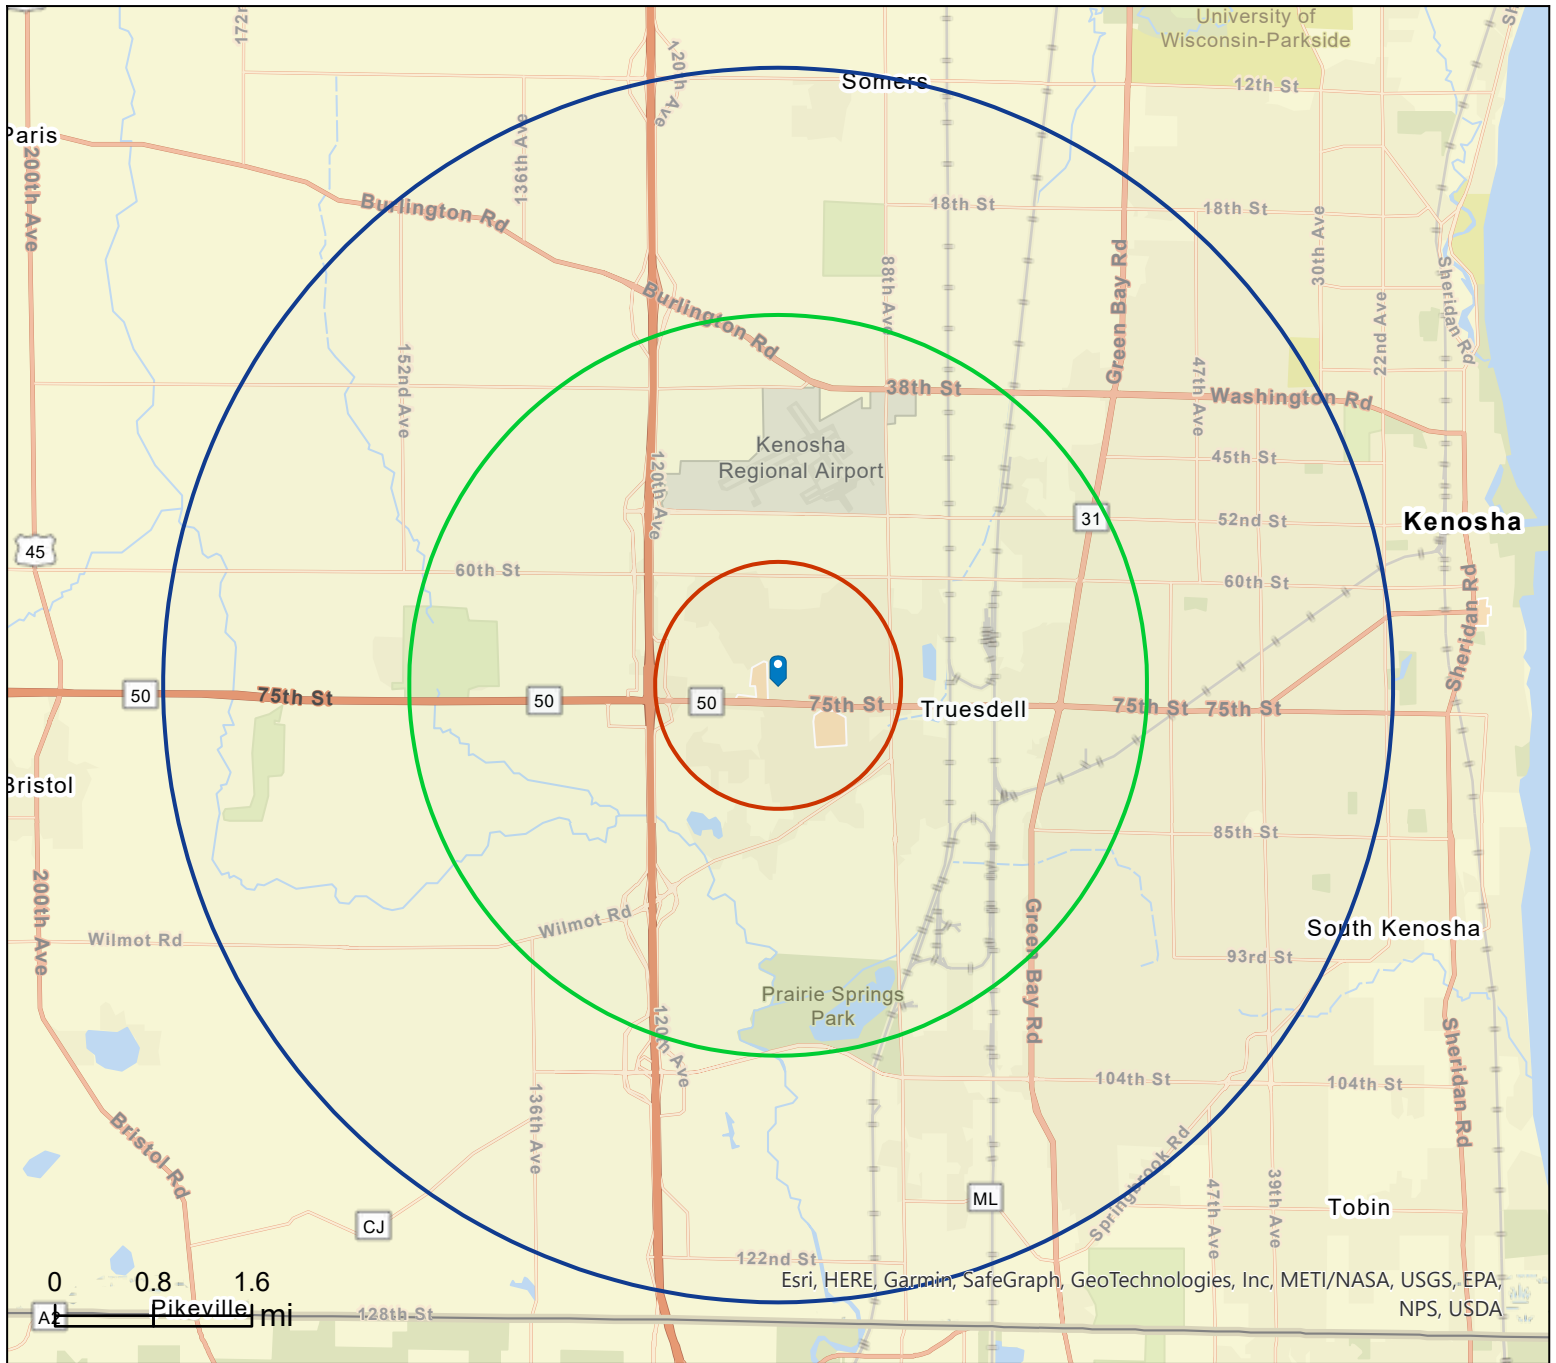 University of
Wisconsin-Parkside
Sh
172n
120th Ave
Somers
12th St
Paris
200th Ave
136th Ave
Burlington Rd
18th St
18th St
30th Ave
88th Ave
Green Bay Rd
Sheridan Rd
Burlington Rd
22nd Ave
152nd Ave
47th Ave
38th St
Washington Rd
Kenosha
Regional Airport
45th St
120th Ave
31
52nd St
Kenosha
45
60th St
60th St
Sheridan Rd
50
75th St
50
50
75th St
Truesdell
75th St
75th St
Bristol
85th St
200th Ave
Wilmot Rd
Wilmot Rd
Green Bay Rd
South Kenosha
93rd St
Prairie Springs
Park
120th Ave
Sheridan Rd
104th St
104th St
136th Ave
Bristol Rd
Springbrook Rd
47th Ave
39th Ave
ML
Tobin
CJ
122nd St
0 0.8 1.6
mi
A2
Pikeville
128th St
Esri, HERE, Garmin, SafeGraph, GeoTechnologies, Inc, METI/NASA, USGS, EPA,
NPS, USDA